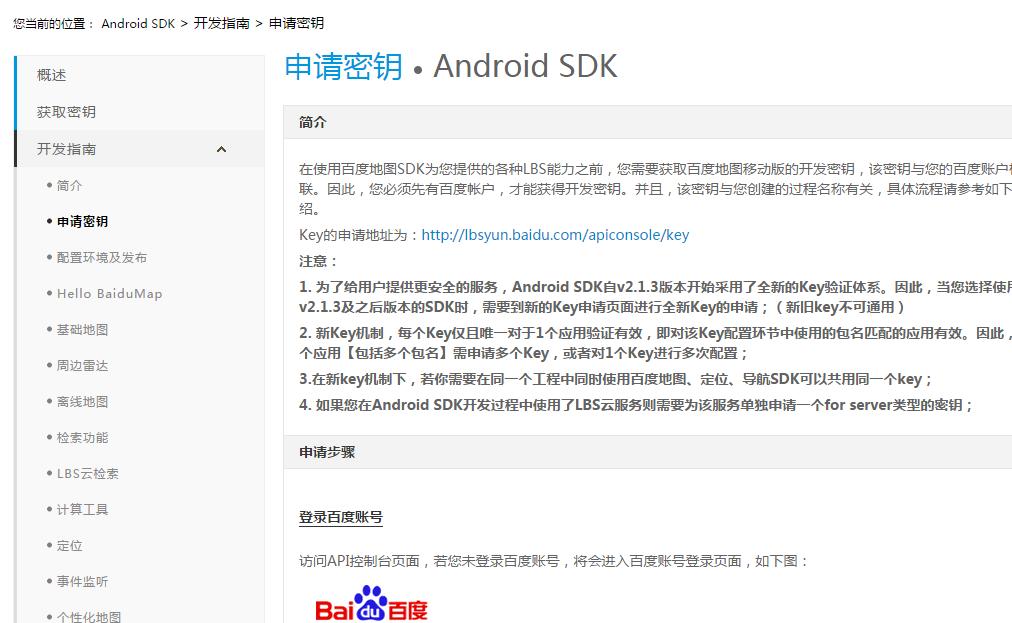 您当前的位置： Android SDK > 开发指南 > 申请密钥
概述
获取密钥
开发指南
简介
申请密钥
配置环境及发布
Hello BaiduMap
基础地图
周边雷达
离线地图
检索功能
LBS云检索
计算工具
定位
事件监听
个性化地图
申请密钥 • Android SDK
简介
在使用百度地图SDK为您提供的各种LBS能力之前，您需要获取百度地图移动版的开发密钥，该密钥与您的百度账户
联。因此，您必须先有百度帐户，才能获得开发密钥。并且，该密钥与您创建的过程名称有关，具体流程请参考如下
绍。
Key的申请地址为：http://lbsyun.baidu.com/apiconsole/key
注意：
1. 为了给用户提供更安全的服务，Android SDK自v2.1.3版本开始采用了全新的Key验证体系。因此，当您选择使
v2.1.3及之后版本的SDK时，需要到新的Key申请页面进行全新Key的申请；（新旧key不可通用）
2. 新Key机制，每个Key仅且唯一对于1个应用验证有效，即对该Key配置环节中使用的包名匹配的应用有效。因此，
个应用【包括多个包名】需申请多个Key，或者对1个Key进行多次配置；
3.在新key机制下，若你需要在同一个工程中同时使用百度地图、定位、导航SDK可以共用同一个key；
4. 如果您在Android SDK开发过程中使用了LBS云服务则需要为该服务单独申请一个for server类型的密钥；
申请步骤
登录百度账号
访问API控制台页面，若您未登录百度账号，将会进入百度账号登录页面，如下图：
Bai du 百度